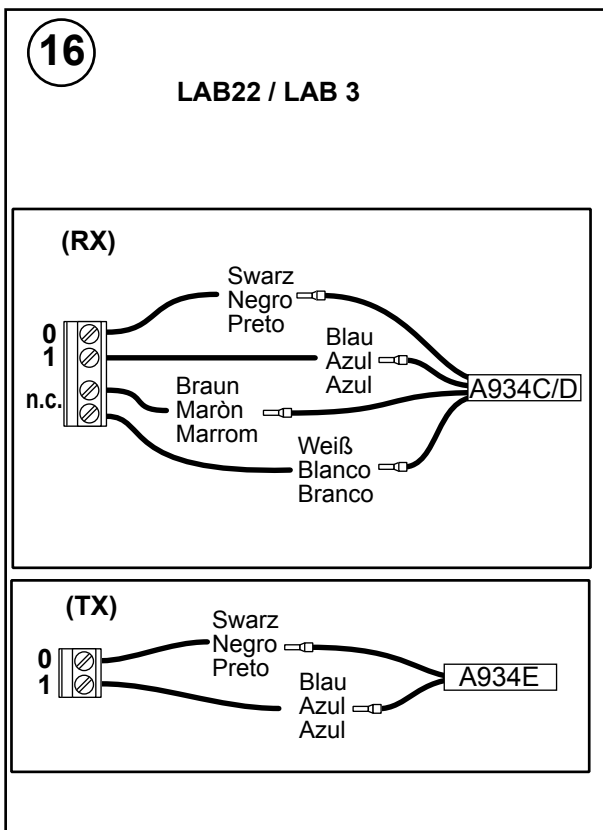 16
LAB22 / LAB 3
(RX)
Swarz
Negro
Preto
0
1
n.c.
Blau
Azul
Azul
A934C/D
Braun
Maròn
Marrom
Weiß
Blanco
Branco
(TX)
Swarz
Negro
Preto
0
1
Blau
Azul
Azul
A934E